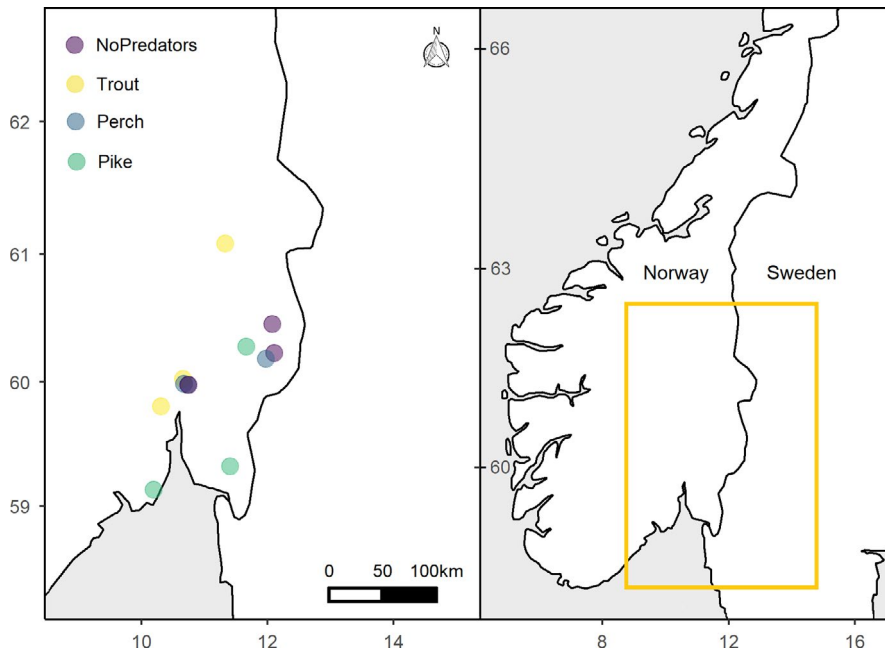 NoPredators
Trout
Perch
Pike
N
62
61
60
59
0 50 100km
10 12 14
66
63
60
Norway Sweden
8 12 16